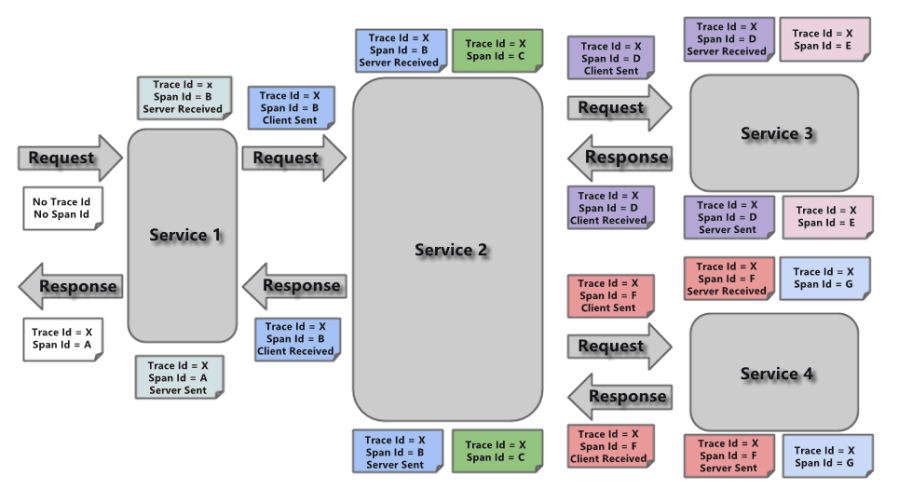 Trace Id = X
Span Id = B
Server Received
Trace Id = X
Span Id = C
Trace Id = X
Span Id = D
Client Sent
Trace Id = X
Span Id = D
Server Received
Trace Id = X
Span Id = E
Trace Id = x
Span Id = B
Server Received
Trace Id = X
Span Id = B
Client Sent
Request
Request
Request
Response
Service 3
No Trace Id
No Span Id
Service 1
Service 2
Trace Id = X
Span Id = D
Client Received
Trace Id = X
Span Id = D
Server Sent
Trace Id = X
Span Id = E
Response
Response
Trace Id = X
Span Id = F
Client Sent
Trace Id = X
Span Id = F
Server Received
Trace Id = X
Span Id = G
Trace Id = X
Span Id = A
Trace Id = X
Span Id = B
Client Received
Request
Trace Id = X
Span Id = A
Server Sent
Response
Service 4
Trace Id = X
Span Id = B
Server Sent
Trace Id = X
Span Id = C
Trace Id = X
Span Id = F
Client Received
Trace Id = X
Span Id = F
Server Sent
Trace Id = X
Span Id = G